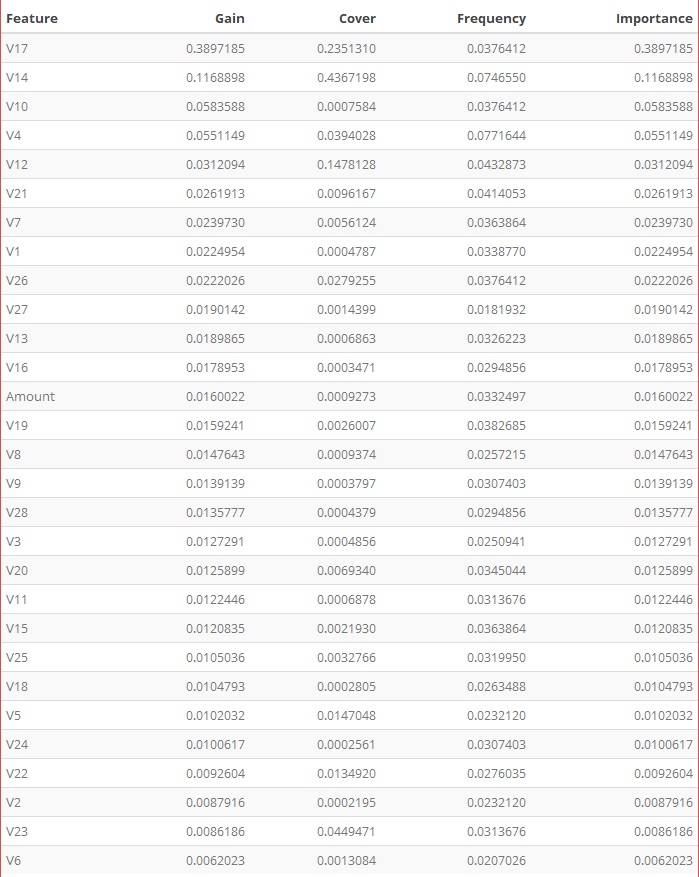 Feature Gain Cover Frequency Importance
V17 0.3897185 0.2351310 0.0376412 0.3897185
V14 0.1168898 0.4367198 0.0746550 0.1168898
V10 0.0583588 0.0007584 0.0376412 0.0583588
V4 0.0551149 0.0394028 0.0771644 0.0551149
V12 0.0312094 0.1478128 0.0432873 0.0312094
V21 0.0261913 0.0096167 0.0414053 0.0261913
V7 0.0239730 0.0056124 0.0363864 0.0239730
V1 0.0224954 0.0004787 0.0338770 0.0224954
V26 0.0222026 0.0279255 0.0376412 0.0222026
V27 0.0190142 0.0014399 0.0181932 0.0190142
V13 0.0189865 0.0006863 0.0326223 0.0189865
V16 0.0178953 0.0003471 0.0294856 0.0178953
Amount 0.0160022 0.0009273 0.0332497 0.0160022
V19 0.0159241 0.0026007 0.0382685 0.0159241
V8 0.0147643 0.0009374 0.0257215 0.0147643
V9 0.0139139 0.0003797 0.0307403 0.0139139
V28 0.0135777 0.0004379 0.0294856 0.0135777
V3 0.0127291 0.0004856 0.0250941 0.0127291
V20 0.0125899 0.0069340 0.0345044 0.0125899
V11 0.0122446 0.0006878 0.0313676 0.0122446
V15 0.0120835 0.0021930 0.0363864 0.0120835
V25 0.0105036 0.0032766 0.0319950 0.0105036
V18 0.0104793 0.0002805 0.0263488 0.0104793
V5 0.0102032 0.0147048 0.0232120 0.0102032
V24 0.0100617 0.0002561 0.0307403 0.0100617
V22 0.0092604 0.0134920 0.0276035 0.0092604
V2 0.0087916 0.0002195 0.0232120 0.0087916
V23 0.0086186 0.0449471 0.0313676 0.0086186
V6 0.0062023 0.0013084 0.0207026 0.0062023